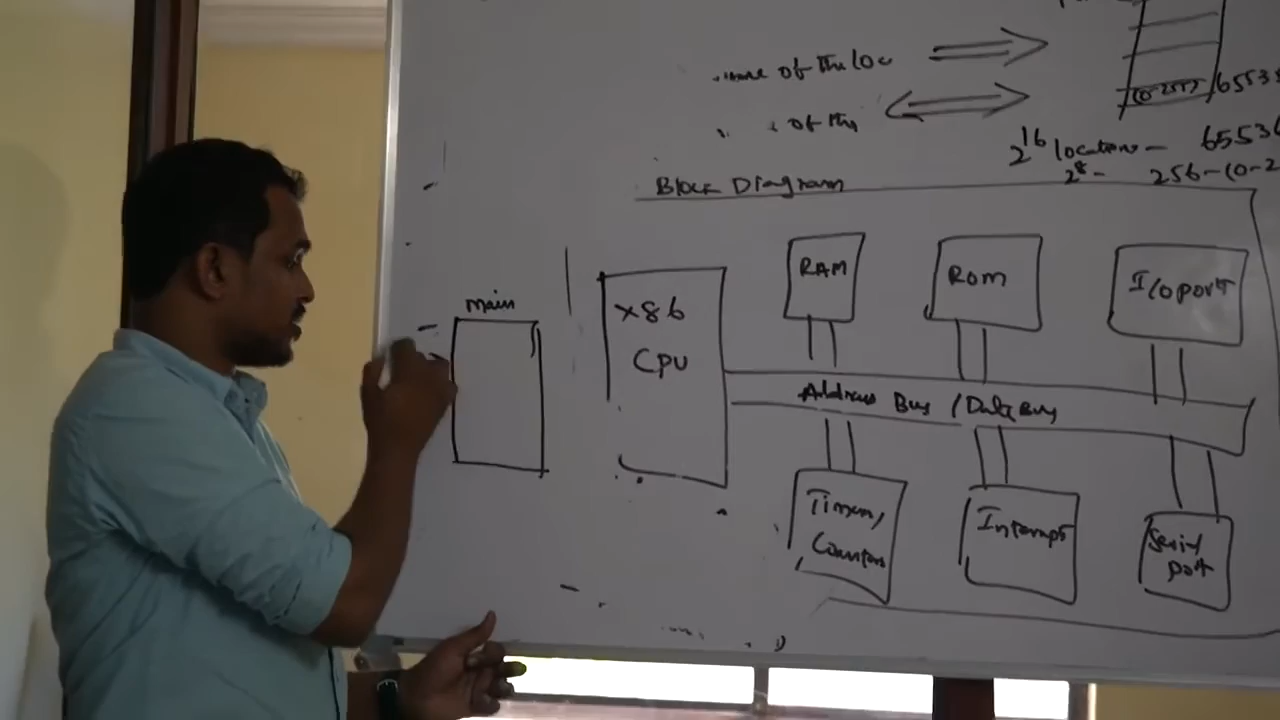 of the loc
of the
(0-255) 65535
2^16 locations - 6553
2^8 - 256 - (0-2
Block Diagram
RAM
ROM
I/O port
main
x86
CPU
Address Bus / Data Bus
Timer/
Counter
Interrupt
Serial
port